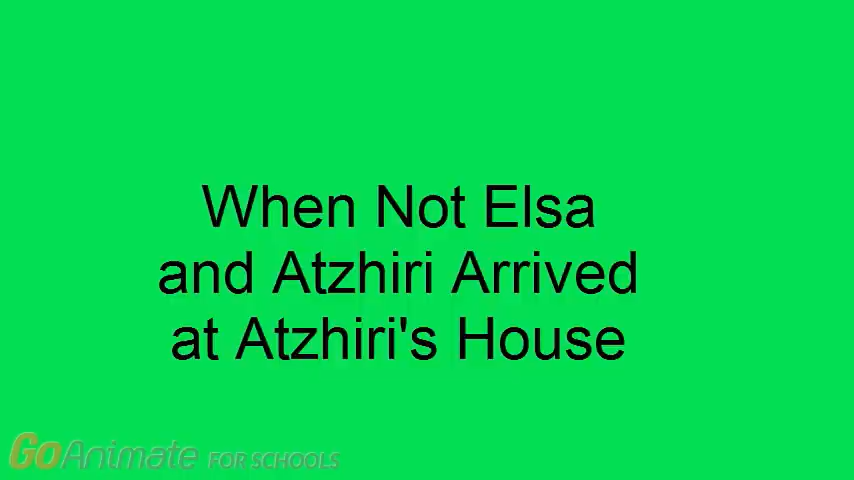 When Not Elsa
and Atzhiri Arrived
at Atzhiri's House
GoAnimate FOR SCHOOLS